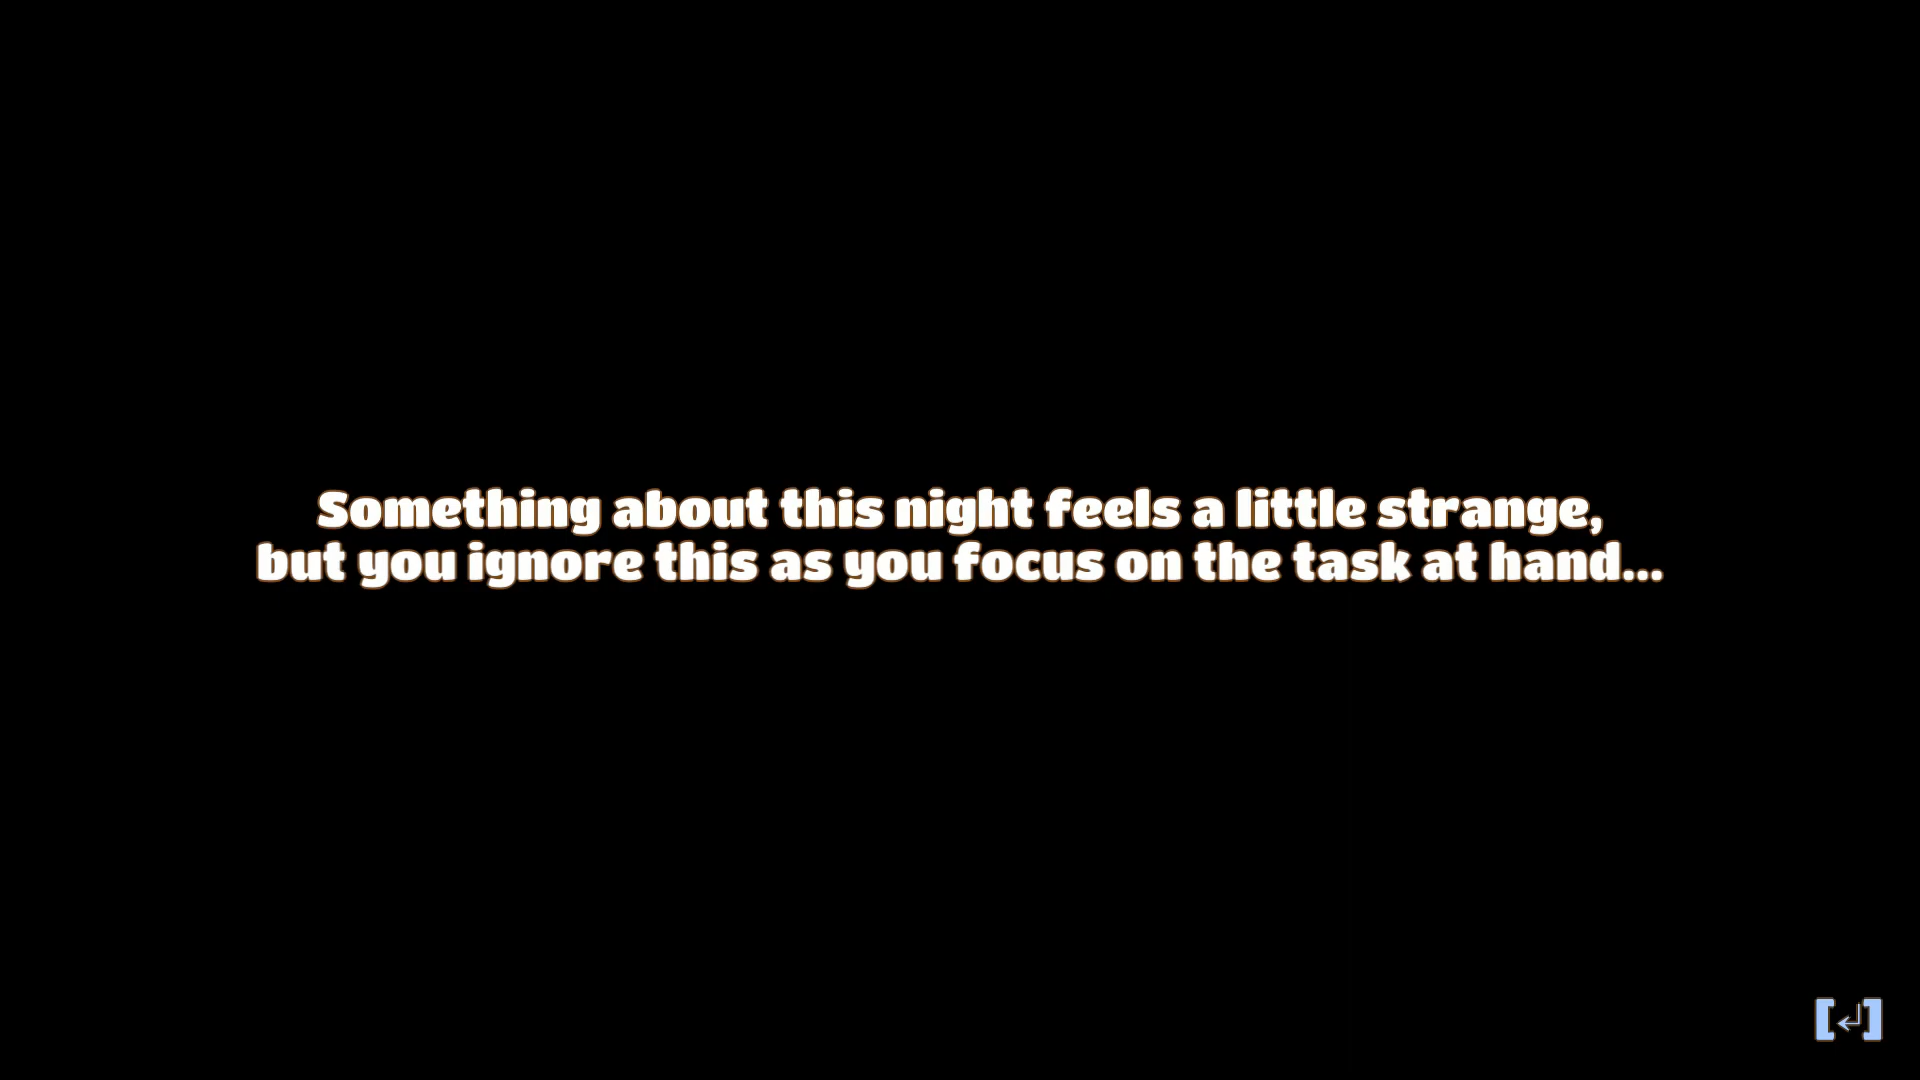 Something about this night feels a little strange,
but you ignore this as you focus on the task at hand...
[↵]